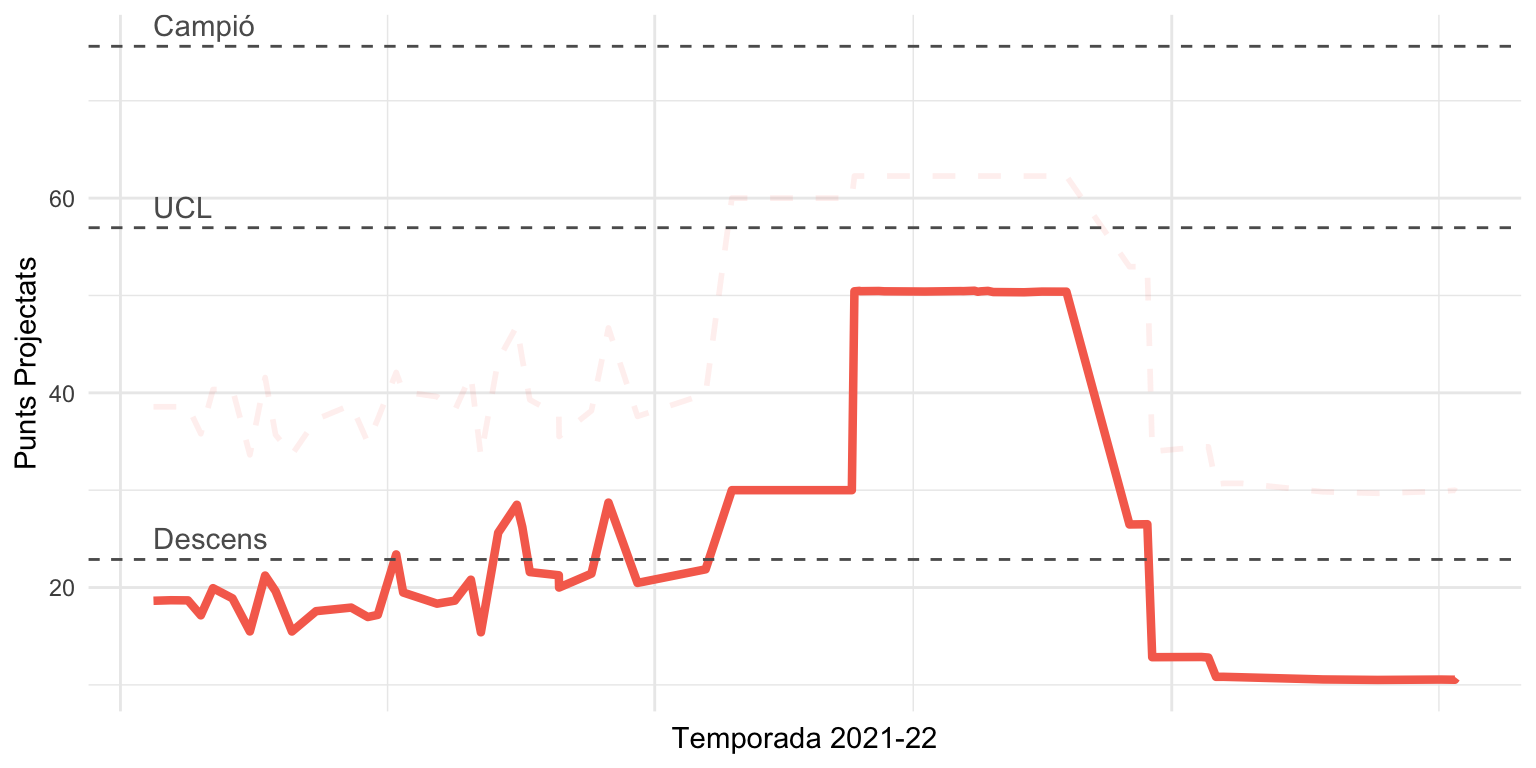 Campió
60
UCL
Punts Projectats
40
Descens
20
Temporada 2021-22